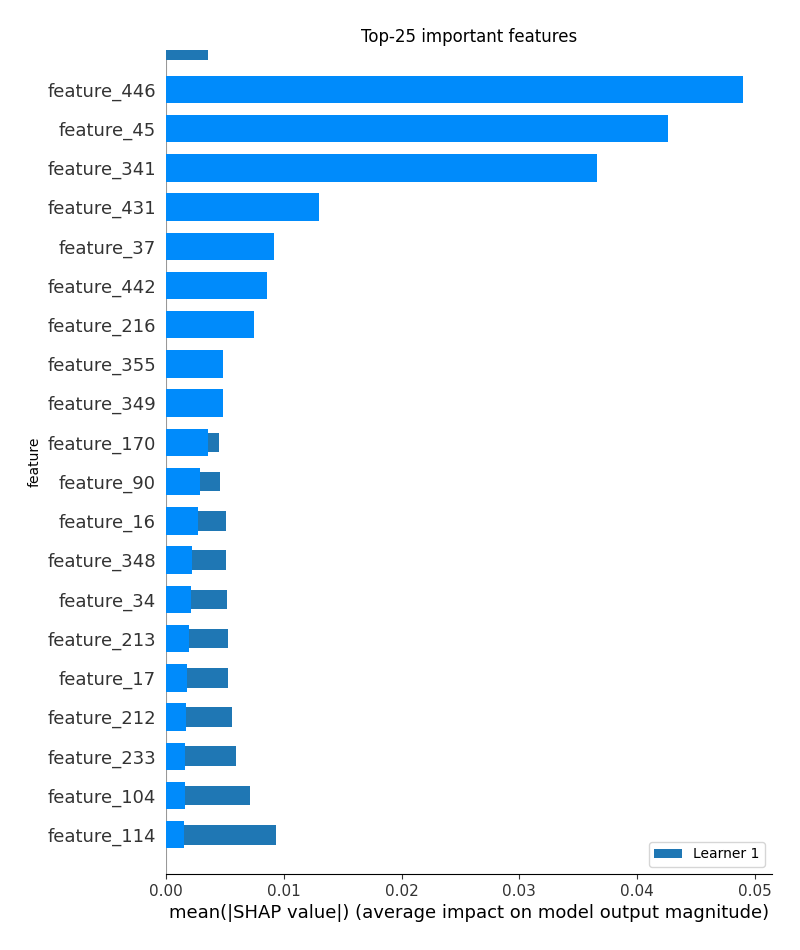 Top-25 important features
feature_446
feature_45
feature_341
feature_431
feature_37
feature_442
feature_216
feature_355
feature_349
feature_170
feature_90
feature_16
feature_348
feature_34
feature_213
feature_17
feature_212
feature_233
feature_104
feature_114
feature
Learner 1
0.00 0.01 0.02 0.03 0.04 0.05
mean(|SHAP value|) (average impact on model output magnitude)